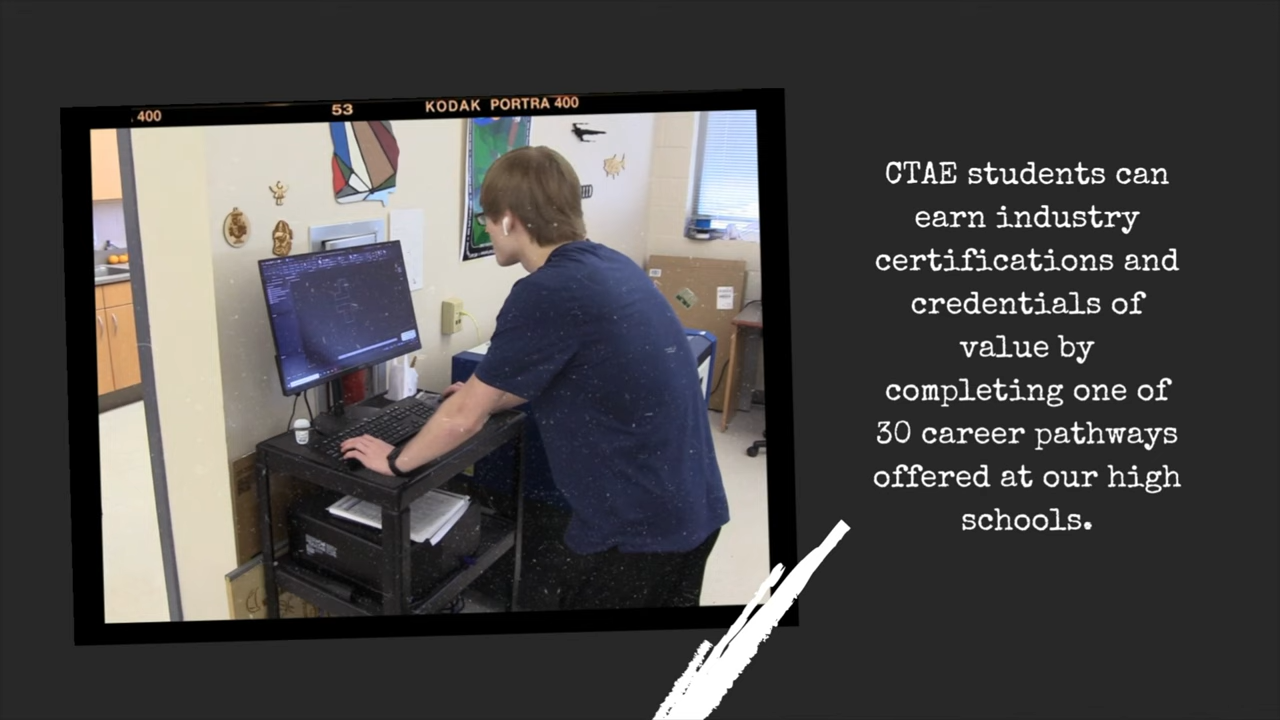 400
53
KODAK PORTRA 400
CTAE students can
earn industry
certifications and
credentials of
value by
completing one of
30 career pathways
offered at our high
schools.